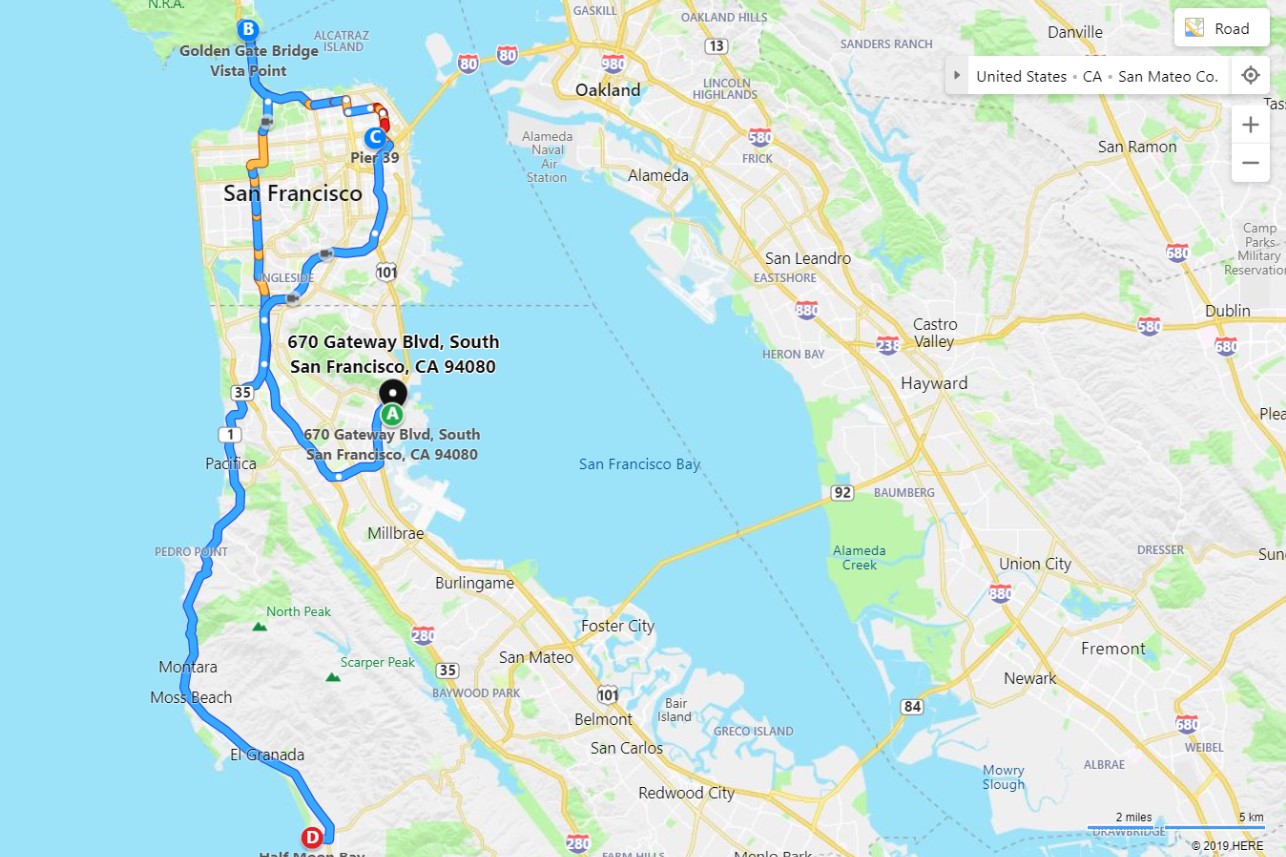 N.R.A.
GASKILL
OAKLAND HILLS
B
ALCATRAZ
ISLAND
Golden Gate Bridge
Vista Point
80
80
13
SANDERS RANCH
Danville
Road
980
Oakland
LINCOLN
HIGHLANDS
United States • CA • San Mateo Co.
C
Pier 39
Alameda
Naval
Air
Station
580
FRICK
San Ramon
San Francisco
Alameda
Camp
Parks-
Military
Reservation
680
INGLESIDE
101
San Leandro
EASTSHORE
880
Castro
Valley
238
580
Dublin
680
670 Gateway Blvd, South
San Francisco, CA 94080
HERON BAY
Hayward
35
A
1
670 Gateway Blvd, South
San Francisco, CA 94080
Pacifica
San Francisco Bay
92
BAUMBERG
Millbrae
PEDRO POINT
Alameda
Creek
DRESSER
Union City
Burlingame
880
North Peak
Foster City
280
San Mateo
Fremont
Montara
Scarper Peak
35
Newark
Moss Beach
BAYWOOD PARK
101
Bair
Island
84
Belmont
GRECO ISLAND
680
WEIBEL
San Carlos
El Granada
ALBRAE
Mowry
Slough
Redwood City
2 miles
5 km
DRAWBRIDGE
D
Half Moon Bay
280
FARM HILLS
Menlo Park
© 2019 HERE